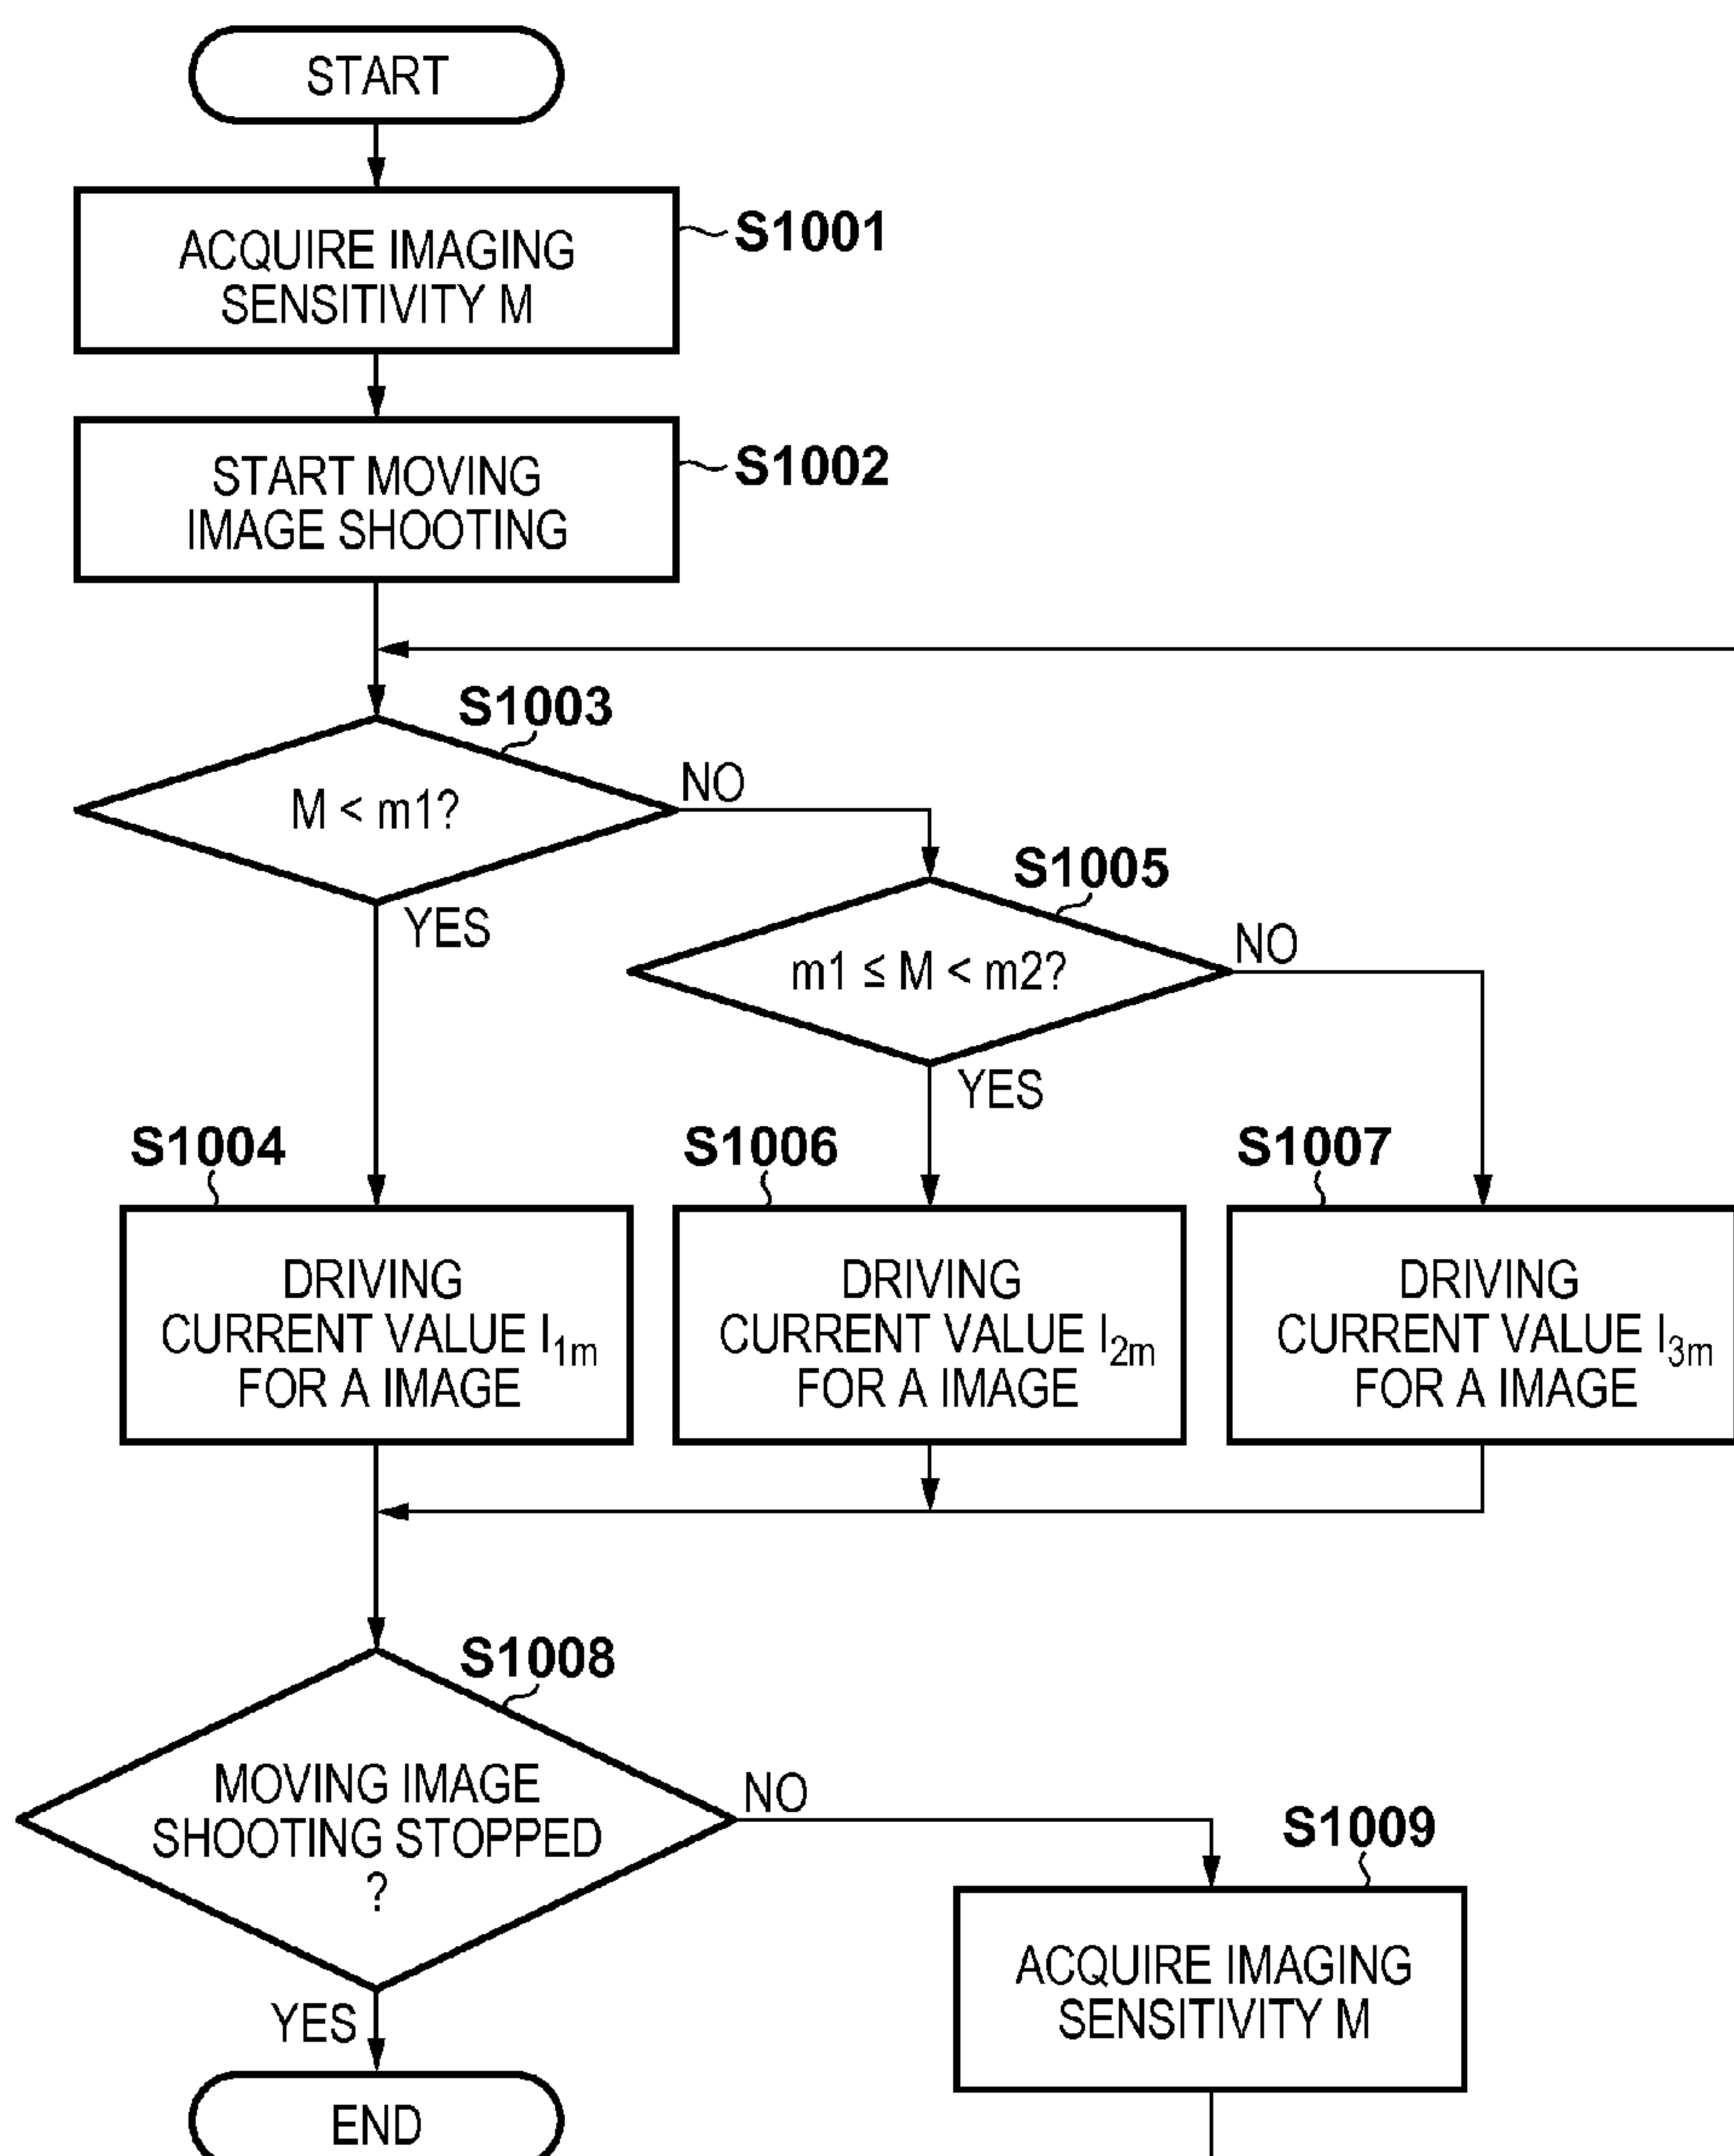 START
ACQUIRE IMAGING
SENSITIVITY M
S1001
START MOVING
IMAGE SHOOTING
S1002
S1003
M < m1?
NO
YES
S1005
m1 ≤ M < m2?
NO
YES
S1004
DRIVING
CURRENT VALUE I1m
FOR A IMAGE
S1006
DRIVING
CURRENT VALUE I2m
FOR A IMAGE
S1007
DRIVING
CURRENT VALUE I3m
FOR A IMAGE
S1008
MOVING IMAGE
SHOOTING STOPPED
?
NO
YES
S1009
ACQUIRE IMAGING
SENSITIVITY M
END